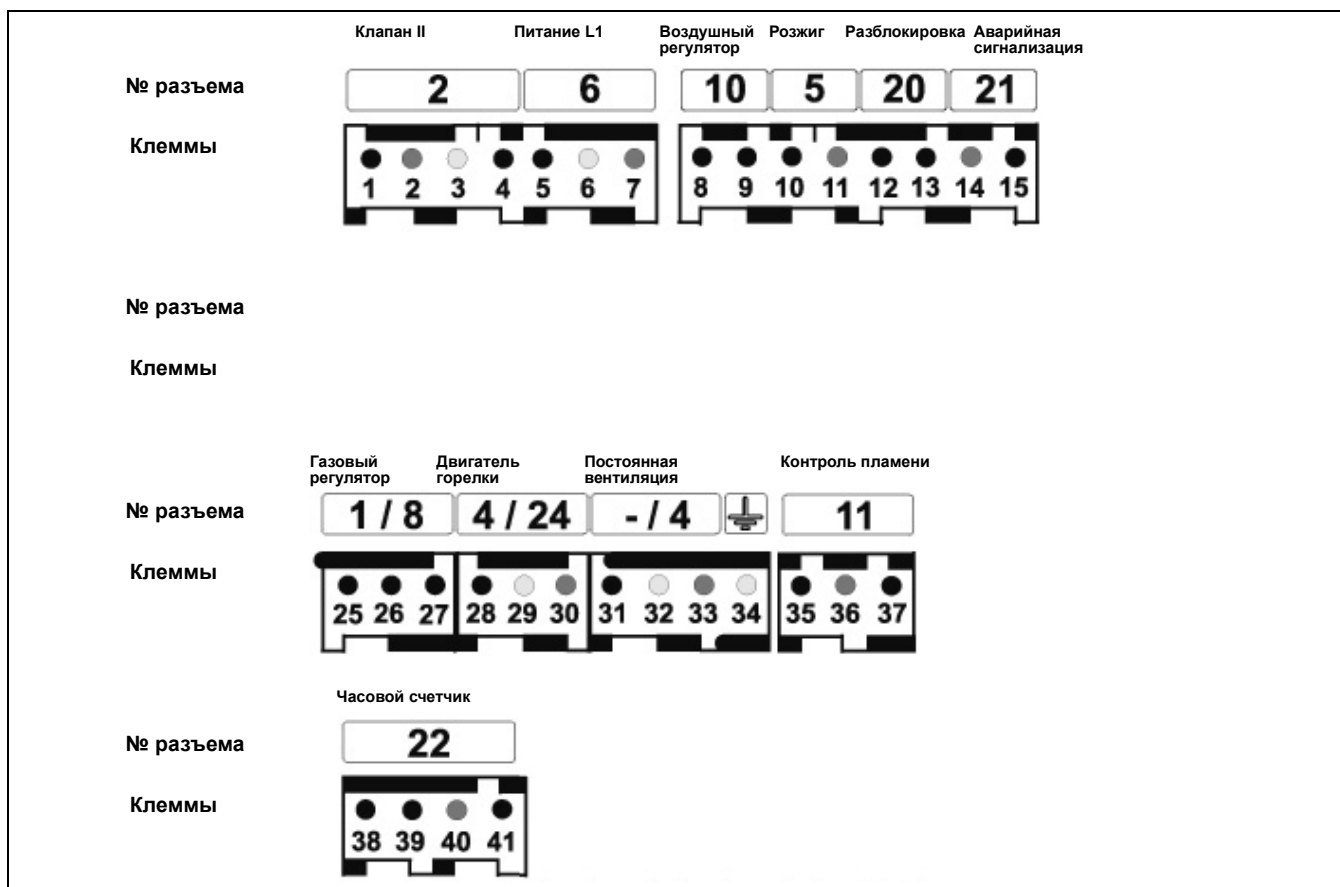 Клапан II Питание L1 Воздушный регулятор Розжиг Разблокировка Аварийная сигнализация
№ разъема 2 6 10 5 20 21
Клеммы
1 2 3 4 5 6 7 8 9 10 11 12 13 14 15
№ разъема
Клеммы
Газовый регулятор Двигатель горелки Постоянная вентиляция Контроль пламени
№ разъема 1 / 8 4 / 24 - / 4 11
Клеммы
25 26 27 28 29 30 31 32 33 34 35 36 37
Часовой счетчик
№ разъема 22
Клеммы
38 39 40 41